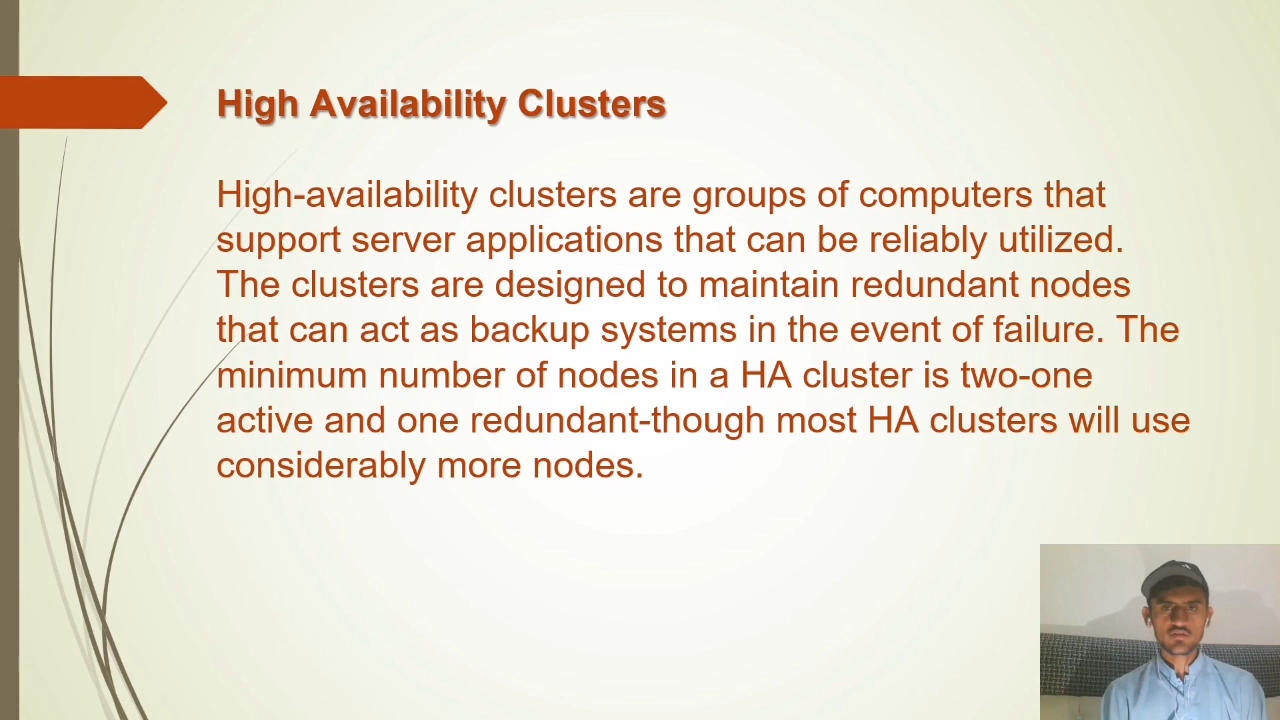 High Availability Clusters
High-availability clusters are groups of computers that
support server applications that can be reliably utilized.
The clusters are designed to maintain redundant nodes
that can act as backup systems in the event of failure. The
minimum number of nodes in a HA cluster is two-one
active and one redundant-though most HA clusters will use
considerably more nodes.